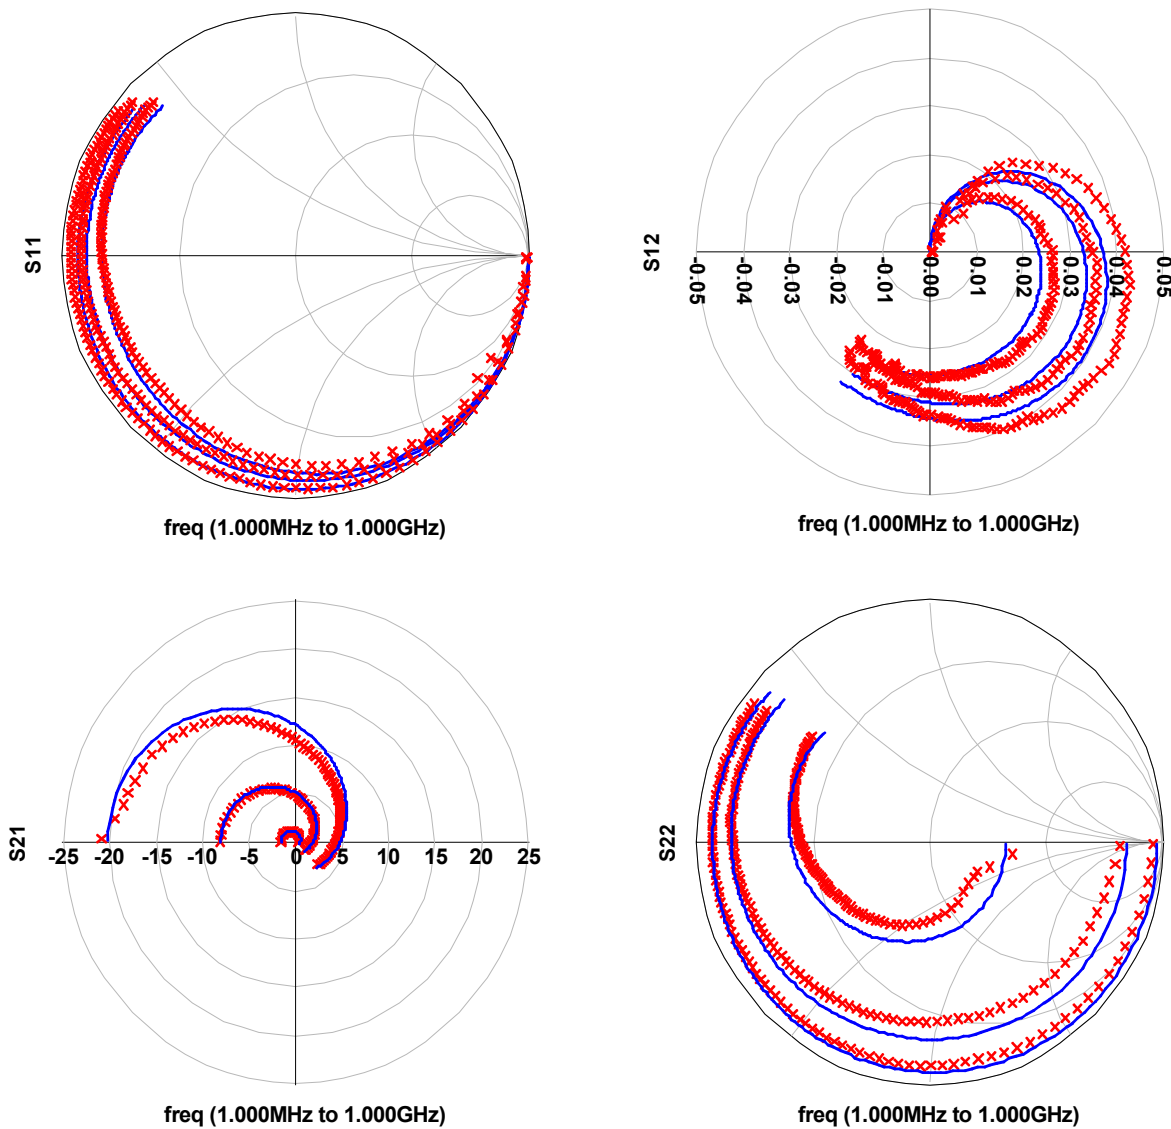 S11
freq (1.000MHz to 1.000GHz)
S12
-0.05
-0.04
-0.03
-0.02
-0.01
0.00
0.01
0.02
0.03
0.04
0.05
freq (1.000MHz to 1.000GHz)
S21
-25 -20 -15 -10 -5 0 5 10 15 20 25
freq (1.000MHz to 1.000GHz)
S22
freq (1.000MHz to 1.000GHz)